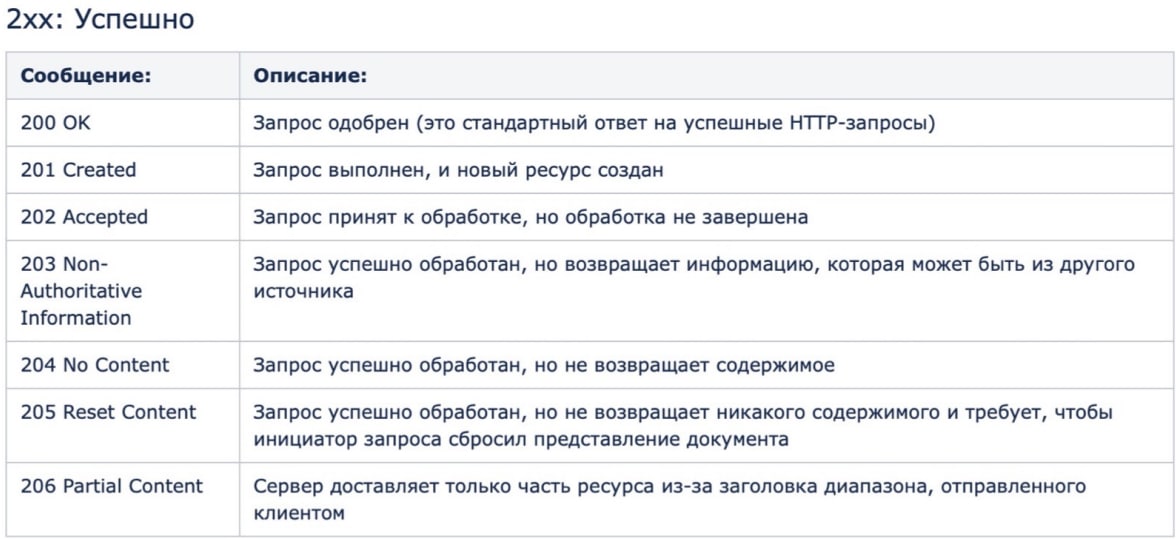 2xx: Успешно
Сообщение:
Описание:
200 OK
Запрос одобрен (это стандартный ответ на успешные HTTP-запросы)
201 Created
Запрос выполнен, и новый ресурс создан
202 Accepted
Запрос принят к обработке, но обработка не завершена
203 Non-
Authoritative
Information
Запрос успешно обработан, но возвращает информацию, которая может быть из другого
источника
204 No Content
Запрос успешно обработан, но не возвращает содержимое
205 Reset Content
Запрос успешно обработан, но не возвращает никакого содержимого и требует, чтобы
инициатор запроса сбросил представление документа
206 Partial Content
Сервер доставляет только часть ресурса из-за заголовка диапазона, отправленного
клиентом